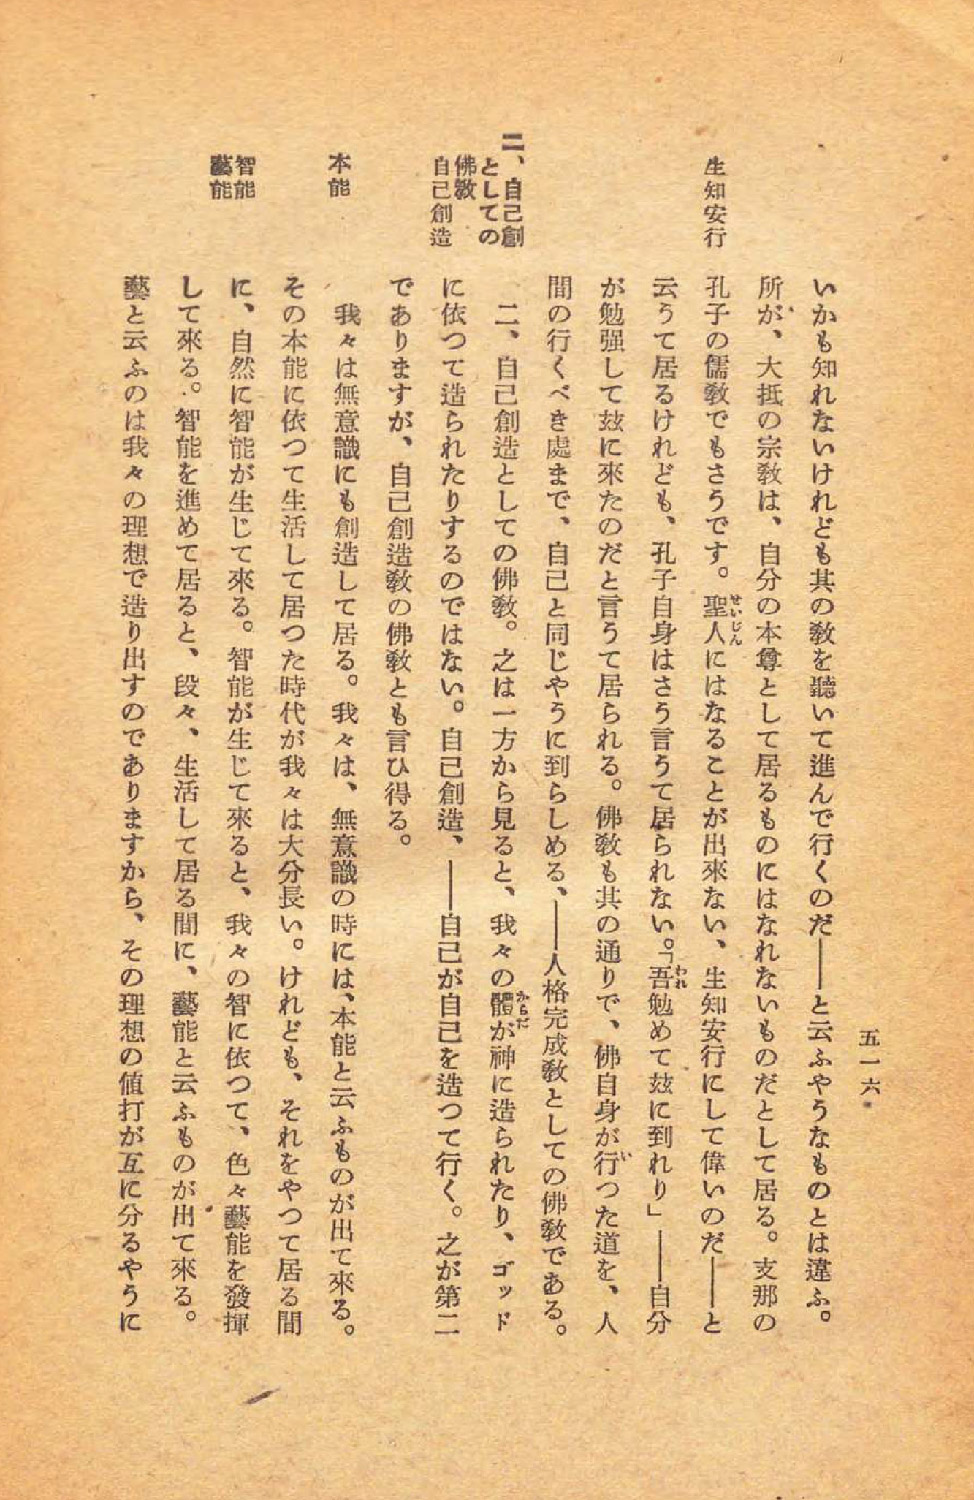 五一六
生知安行
二、自己創
としての
佛敎
自己創造
本能
智能
藝能
いかも知れないけれども其の敎を聽いて進んで行くのだ――と云ふやうなものとは違ふ。
所が、大抵の宗敎は、自分の本尊として居るものにはなれないものだとして居る。支那の
孔子の儒敎でもさうです。聖人にはなることが出來ない、生知安行にして偉いのだ――と
せいじん
云うて居るけれども、孔子自身はさう言うて居られない。「吾勉めて玆に到れり」――自分
われ
が勉强して玆に來たのだと言うて居られる。佛敎も其の通りで、佛自身が行つた道を、人
い
間の行くべき處まで、自己と同じやうに到らしめる、――人格完成敎としての佛敎である。
二、自己創造としての佛敎。之は一方から見ると、我々の體が神に造られたり、ゴッド
からだ
に依つて造られたりするのではない。自己創造、――自己が自己を造つて行く。之が第二
でありますが、自己創造敎の佛敎とも言ひ得る。
我々は無意識にも創造して居る。我々は、無意識の時には、本能と云ふものが出て來る。
その本能に依つて生活して居つた時代が我々は大分長い。けれども、それをやつて居る間
に、自然に智能が生じて來る。智能が生じて來ると、我々の智に依つて、色々藝能を發揮
して來る。智能を進めて居ると、段々、生活して居る間に、藝能と云ふものが出て來る。
藝と云ふのは我々の理想で造り出すのでありますから、その理想の値打が互に分るやうに